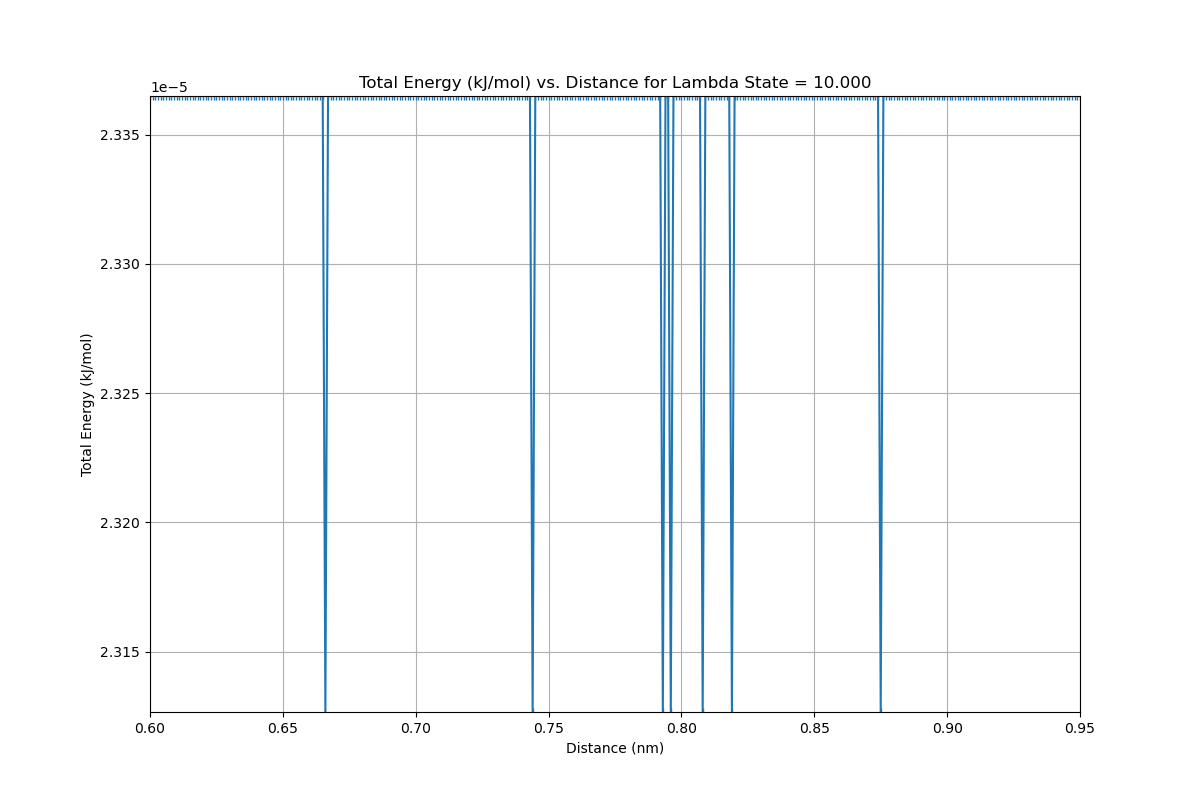 Total Energy (kJ/mol) vs. Distance for Lambda State = 10.000
1e−5
2.335
2.330
2.325
2.320
2.315
Total Energy (kJ/mol)
0.60 0.65 0.70 0.75 0.80 0.85 0.90 0.95
Distance (nm)